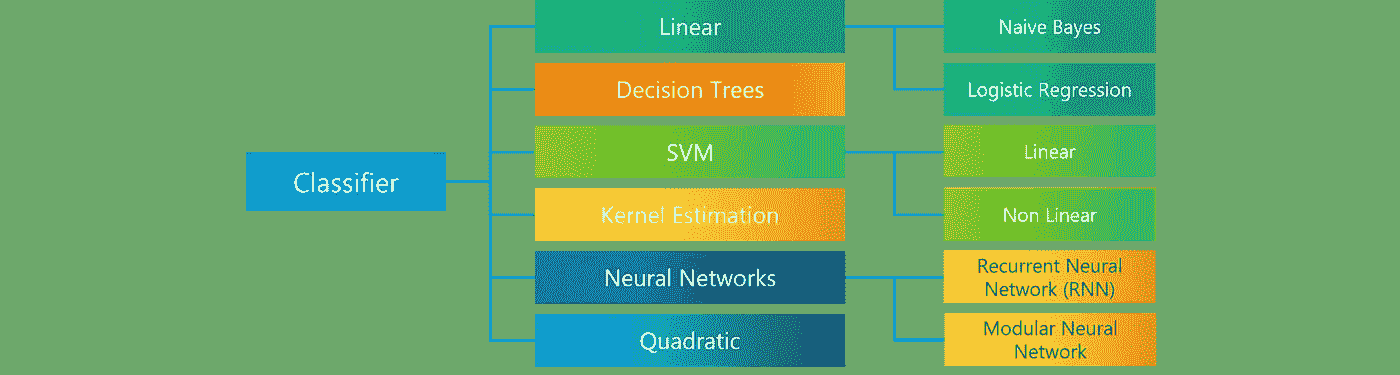 Classifier
Linear
Decision Trees
SVM
Kernel Estimation
Neural Networks
Quadratic
Naive Bayes
Logistic Regression
Linear
Non Linear
Recurrent Neural
Network (RNN)
Modular Neural
Network